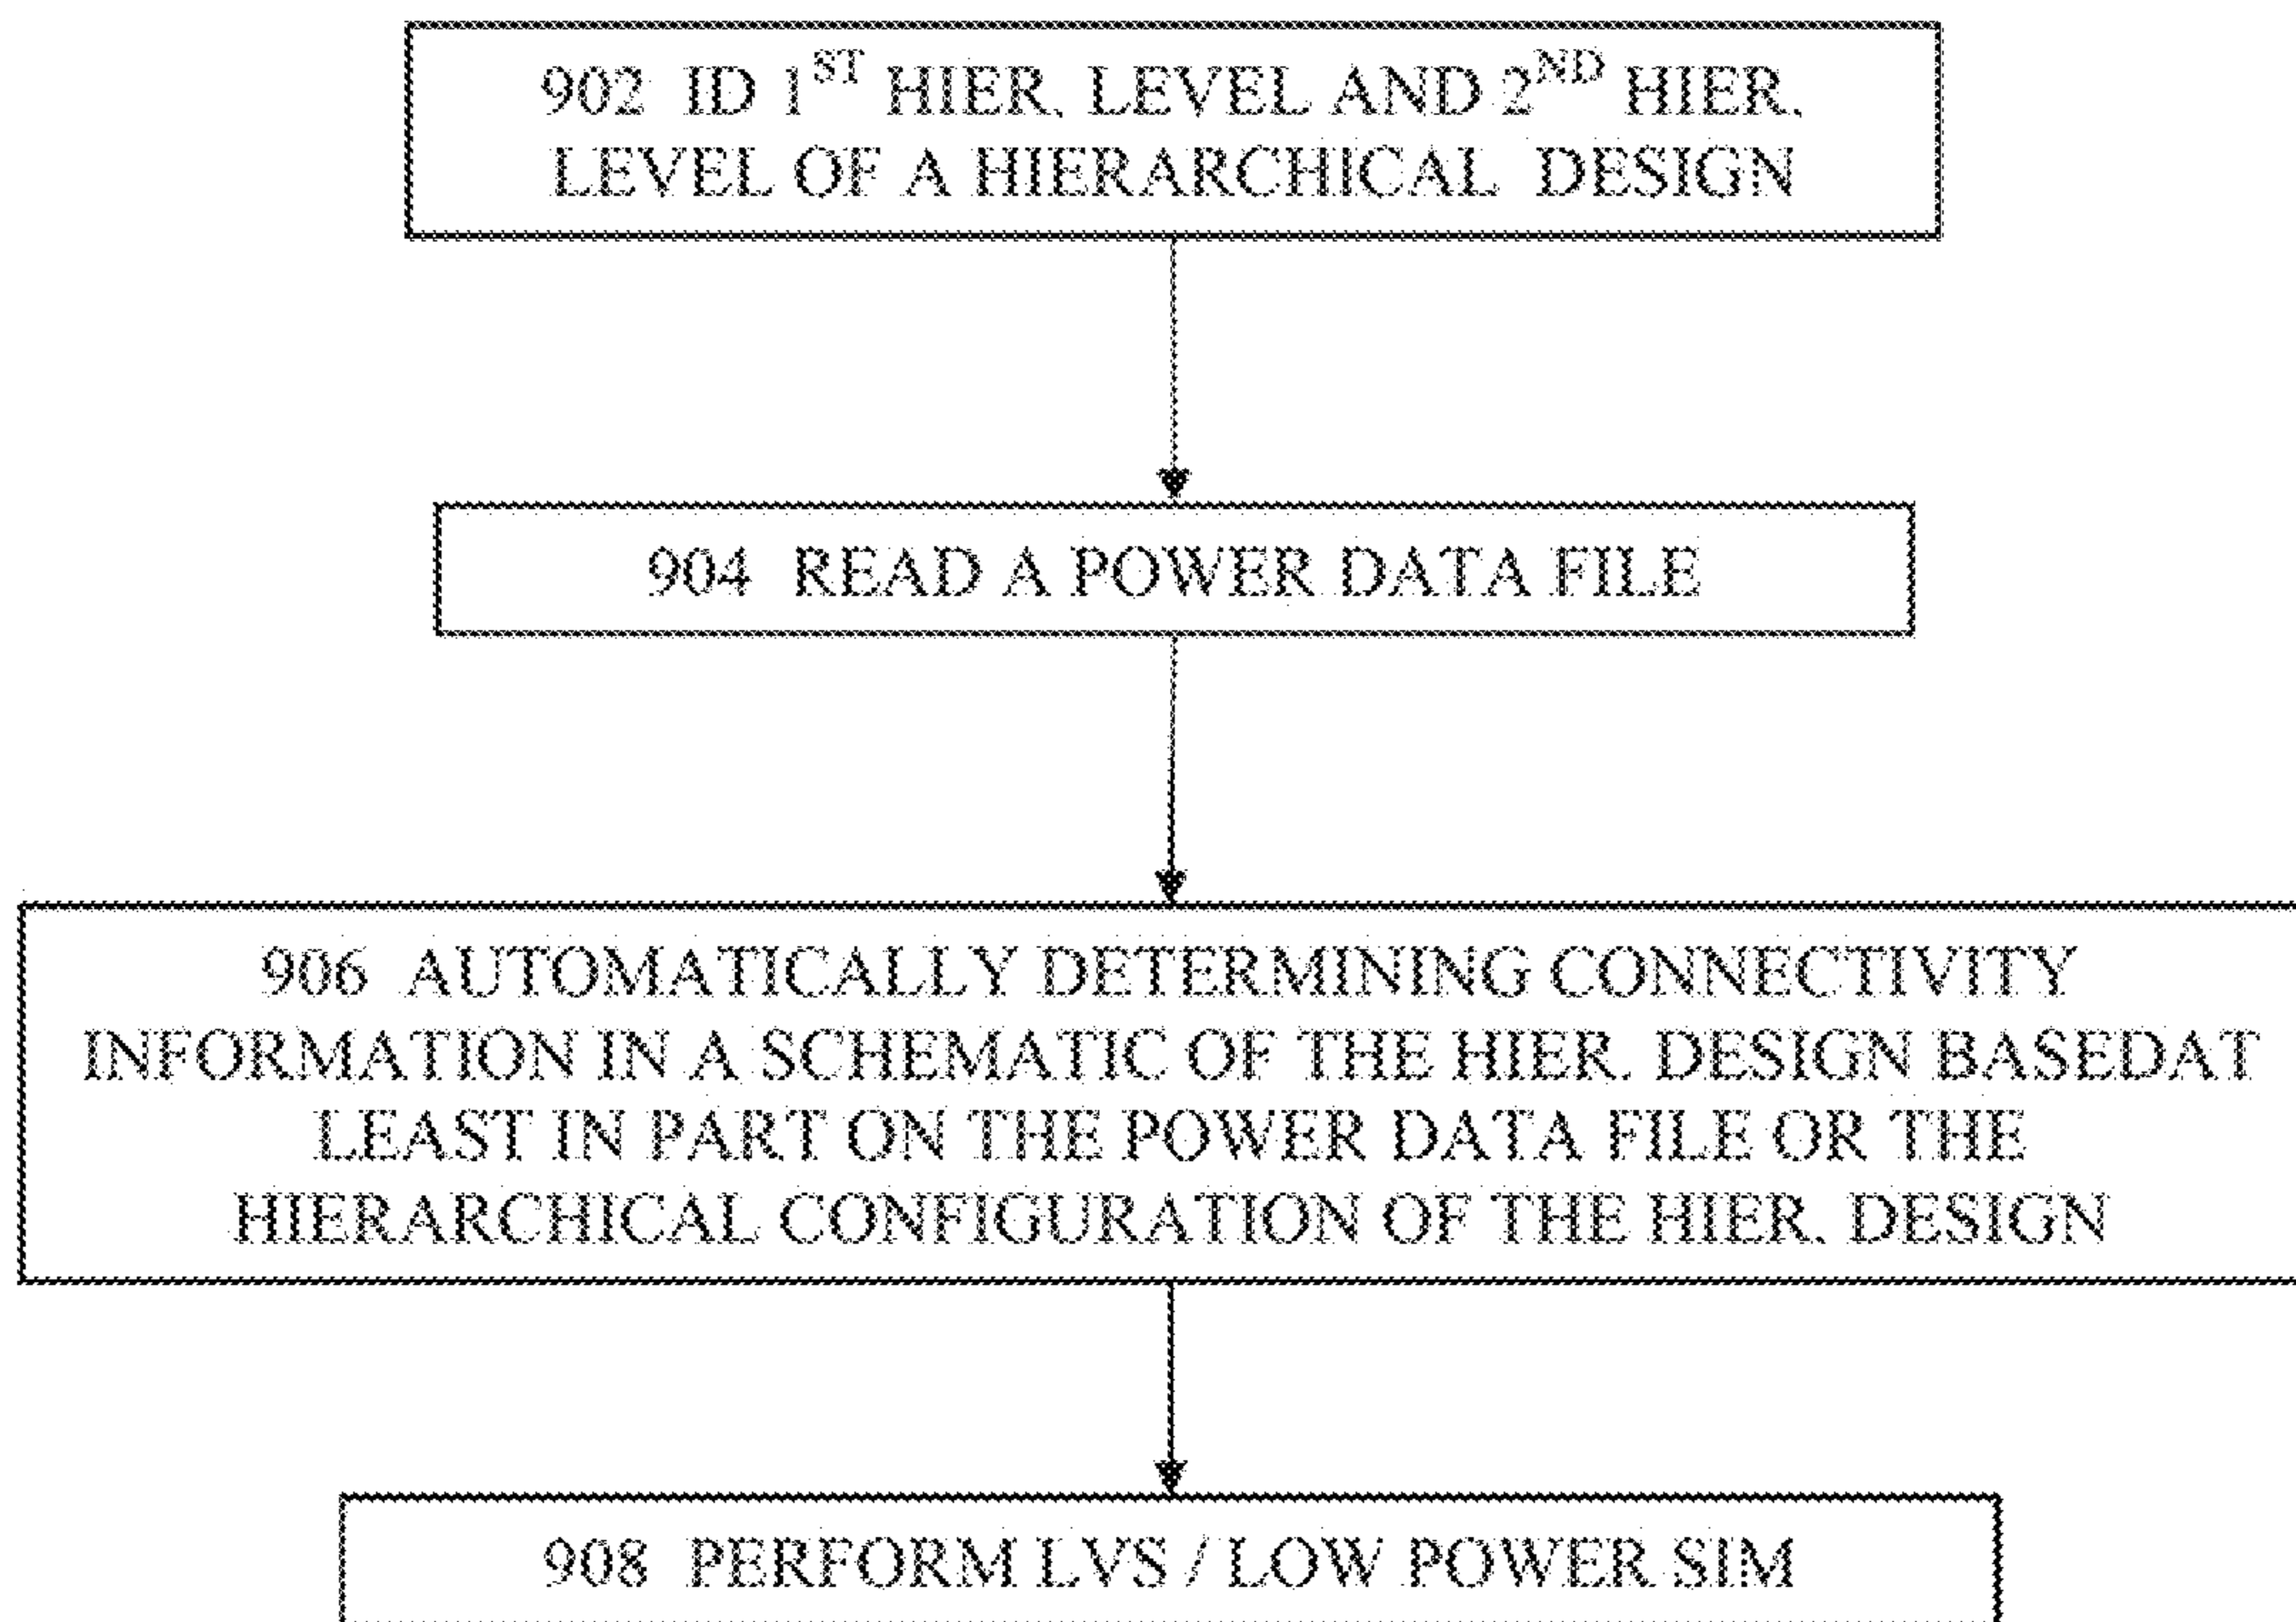 902 ID 1ST HIER. LEVEL AND 2ND HIER.
LEVEL OF A HIERARCHICAL DESIGN
904 READ A POWER DATA FILE
906 AUTOMATICALLY DETERMINING CONNECTIVITY
INFORMATION IN A SCHEMATIC OF THE HIER. DESIGN BASEDAT
LEAST IN PART ON THE POWER DATA FILE OR THE
HIERARCHICAL CONFIGURATION OF THE HIER. DESIGN
908 PERFORM LVS / LOW POWER SIM